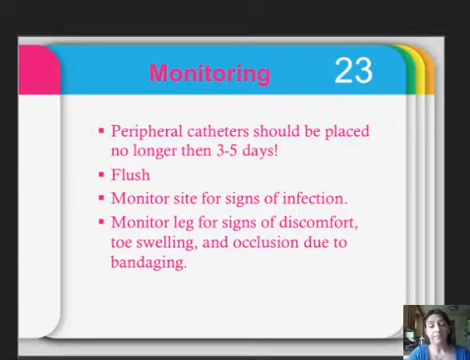 Monitoring
23
▪ Peripheral catheters should be placed
no longer then 3-5 days!
▪ Flush
▪ Monitor site for signs of infection.
▪ Monitor leg for signs of discomfort,
toe swelling, and occlusion due to
bandaging.